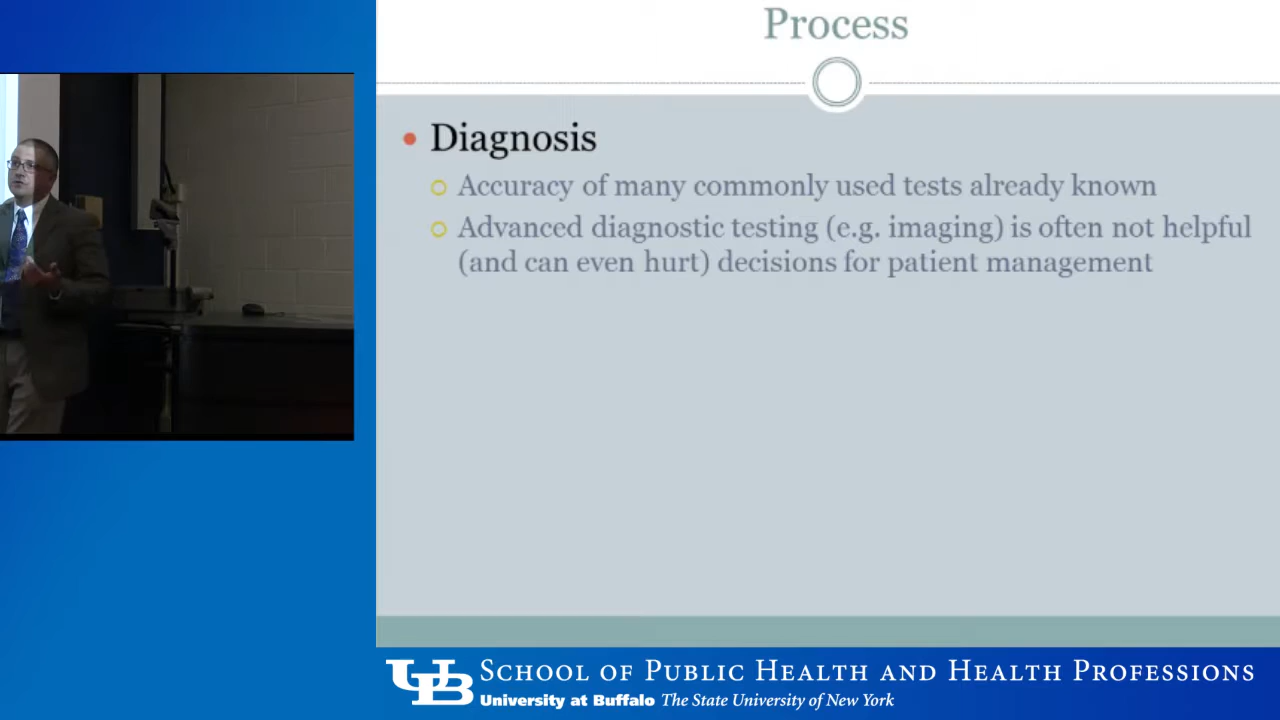 Process
Diagnosis
Accuracy of many commonly used tests already known
Advanced diagnostic testing (e.g. imaging) is often not helpful
(and can even hurt) decisions for patient management
UB School of Public Health and Health Professions
University at Buffalo The State University of New York